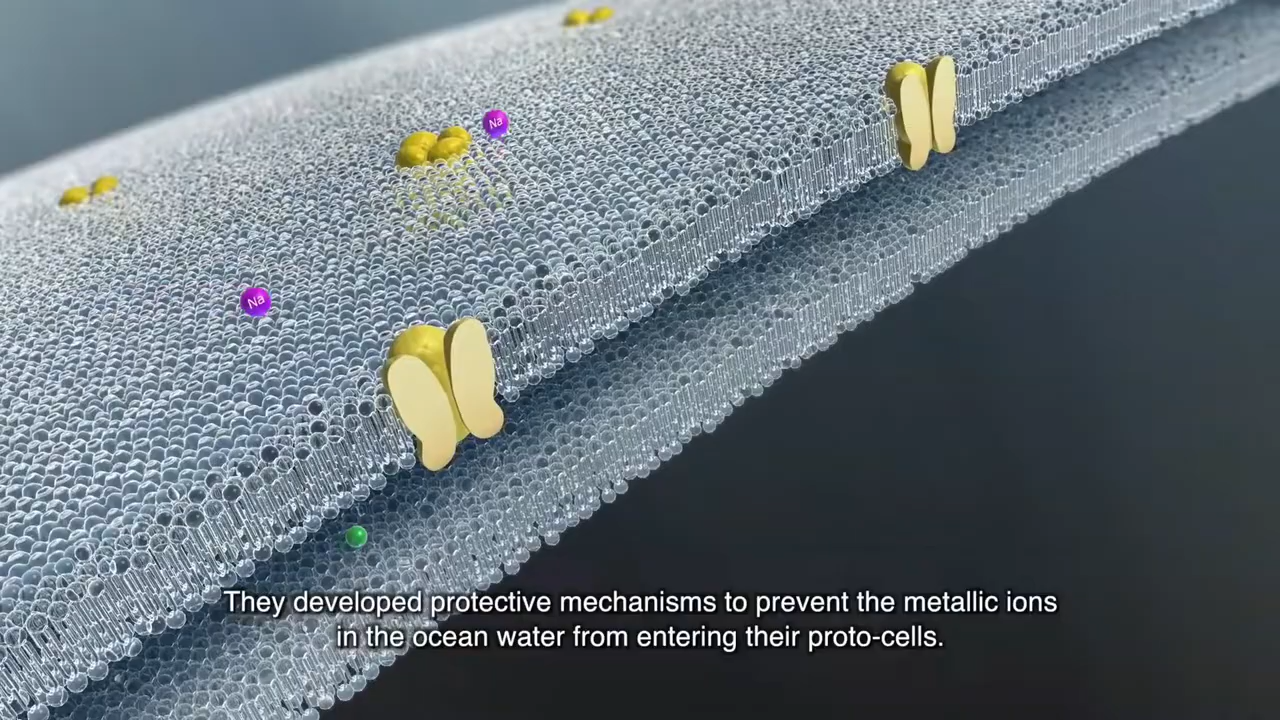 Na
Na
They developed protective mechanisms to prevent the metallic ions
in the ocean water from entering their proto-cells.